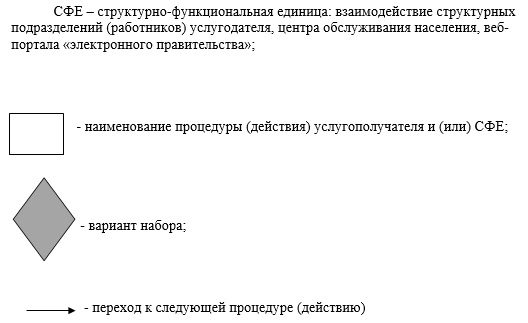 СФЕ – структурно-функциональная единица: взаимодействие структурных
подразделений (работников) услугодателя, центра обслуживания населения, веб-
портала «электронного правительства»;
- наименование процедуры (действия) услугополучателя и (или) СФЕ;
- вариант набора;
- переход к следующей процедуре (действию)